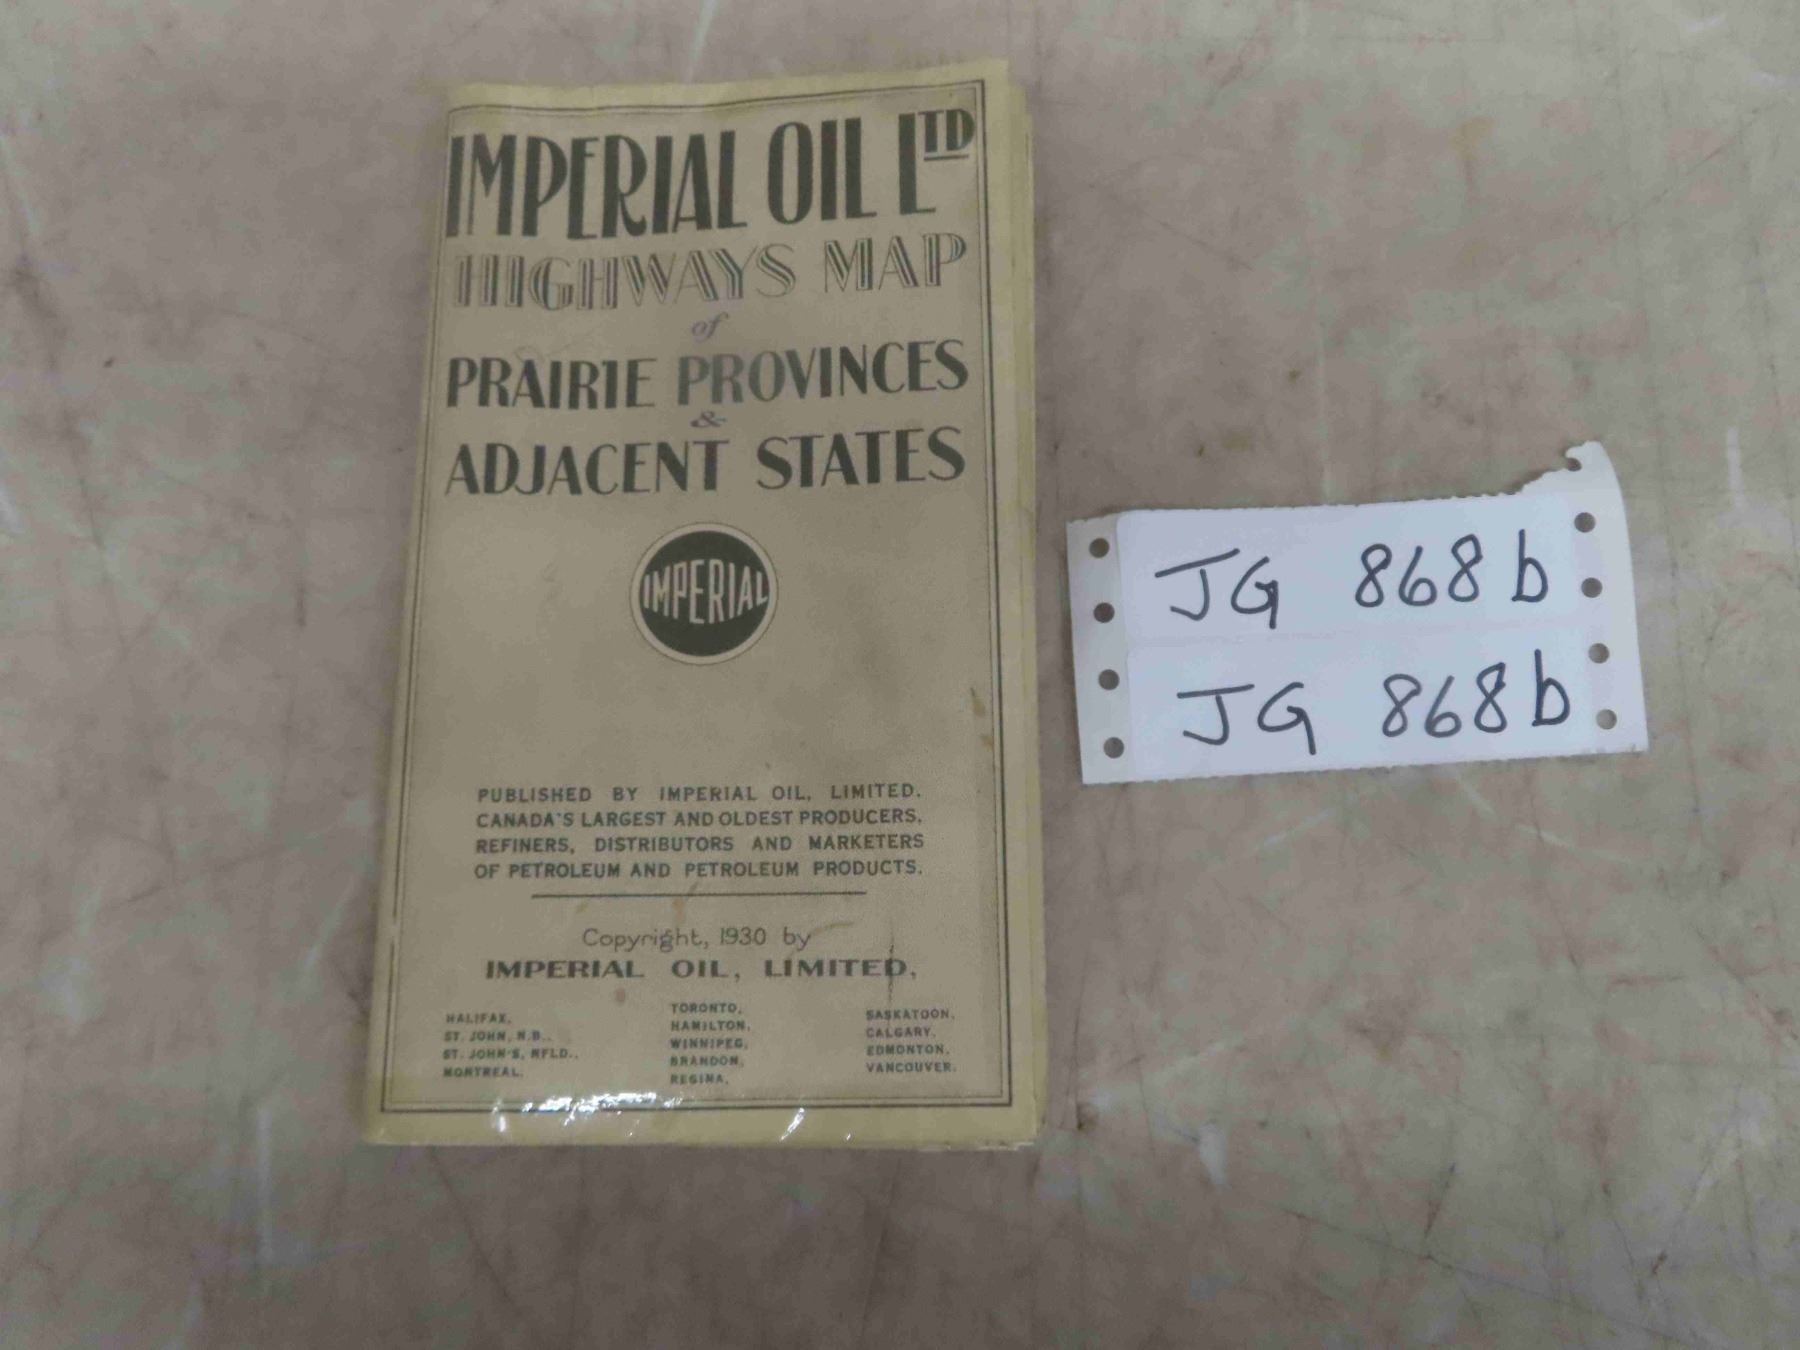 IMPERIAL OIL LTD
HIGHWAYS MAP
of
PRAIRIE PROVINCES
&
ADJACENT STATES
IMPERIAL
PUBLISHED BY IMPERIAL OIL, LIMITED.
CANADA'S LARGEST AND OLDEST PRODUCERS,
REFINERS, DISTRIBUTORS AND MARKETERS
OF PETROLEUM AND PETROLEUM PRODUCTS.
Copyright, 1930 by
IMPERIAL OIL, LIMITED,
HALIFAX,
ST. JOHN, N.B.,
ST. JOHN'S, NFLD.,
MONTREAL,
TORONTO,
HAMILTON,
WINNIPEG,
BRANDON,
REGINA,
SASKATOON,
CALGARY,
EDMONTON,
VANCOUVER.
JG 868b
JG 868b